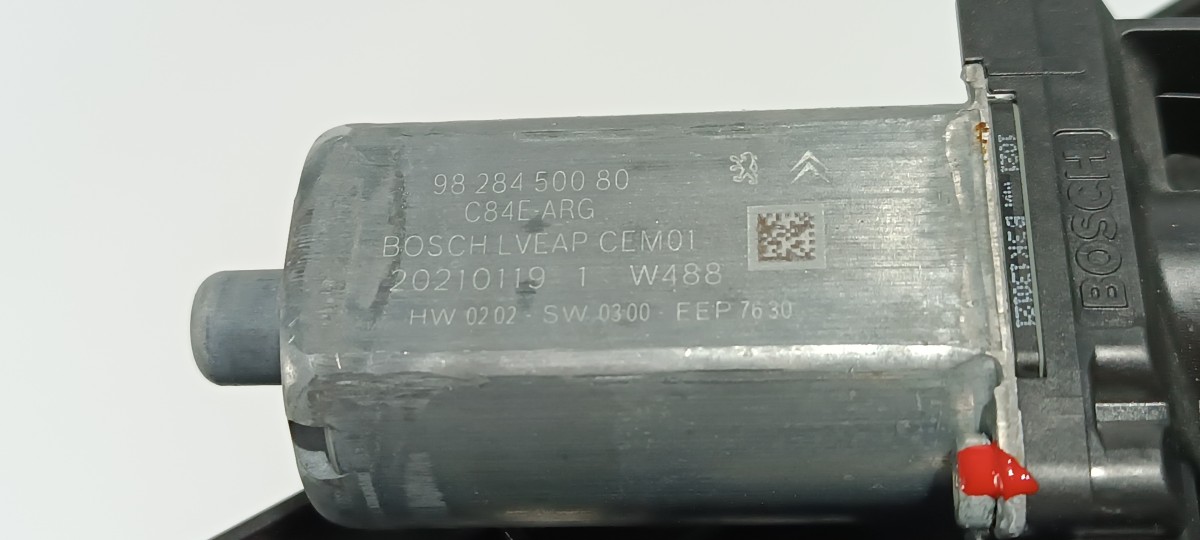 98 284 500 80
C84E-ARG
BOSCH LVEAP CEM01
20210119 1 W488
HW 0202 - SW 0300 - FEP 7630
BOSCH